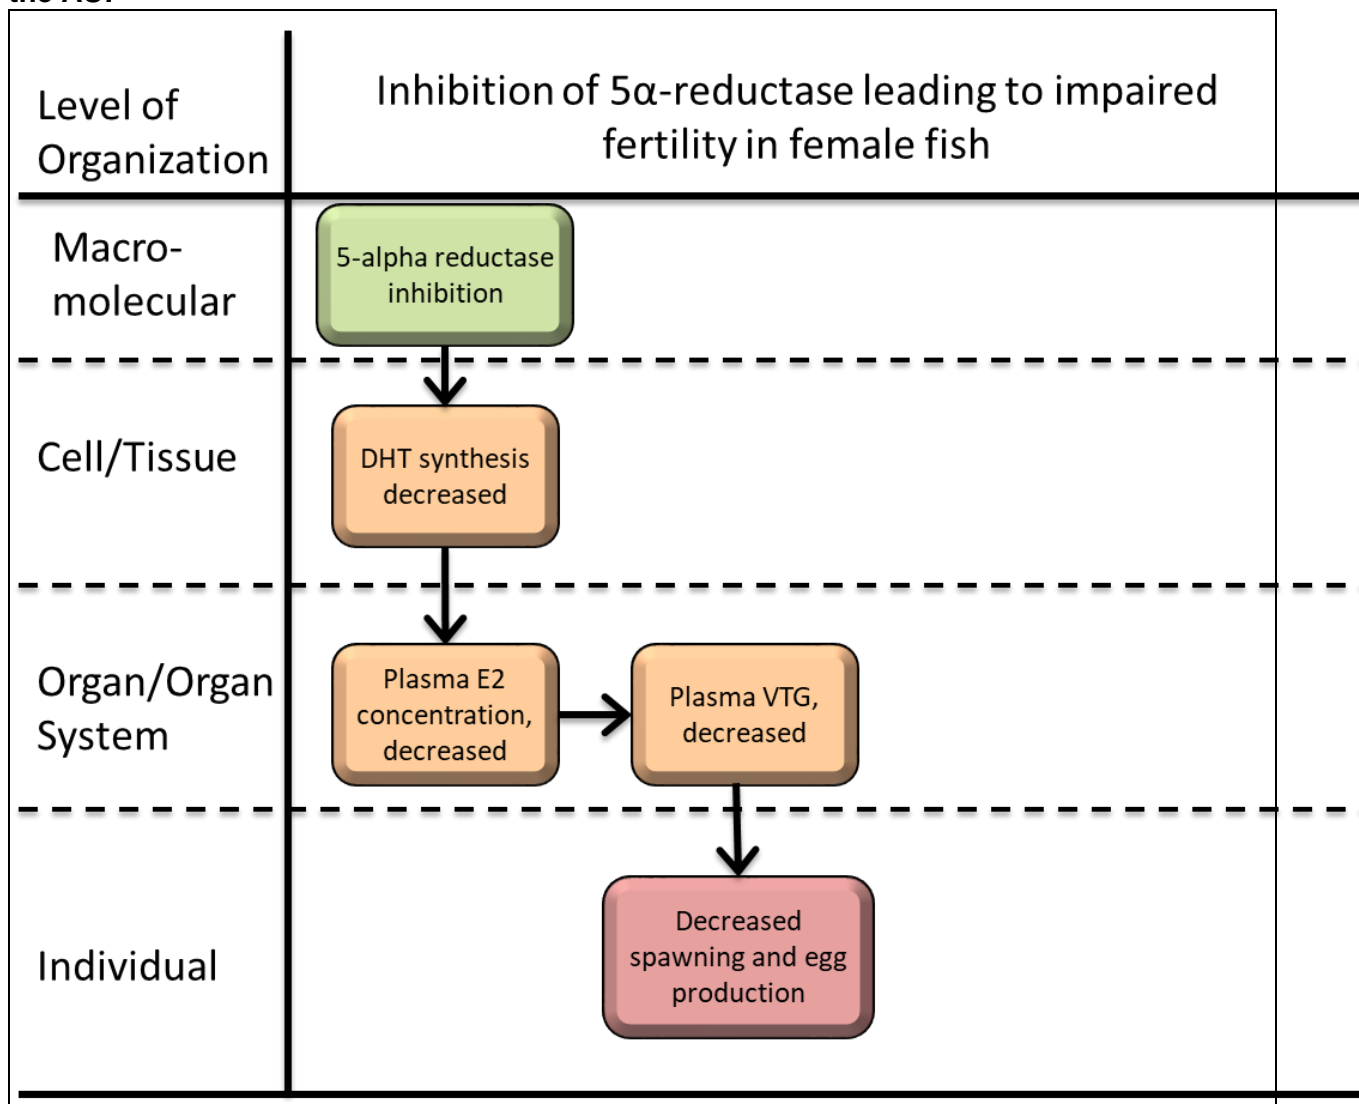 Level of
Organization
Inhibition of 5α-reductase leading to impaired
fertility in female fish
Macro-
molecular
5-alpha reductase
inhibition
Cell/Tissue
DHT synthesis
decreased
Organ/Organ
System
Plasma E2
concentration,
decreased
Plasma VTG,
decreased
Individual
Decreased
spawning and egg
production